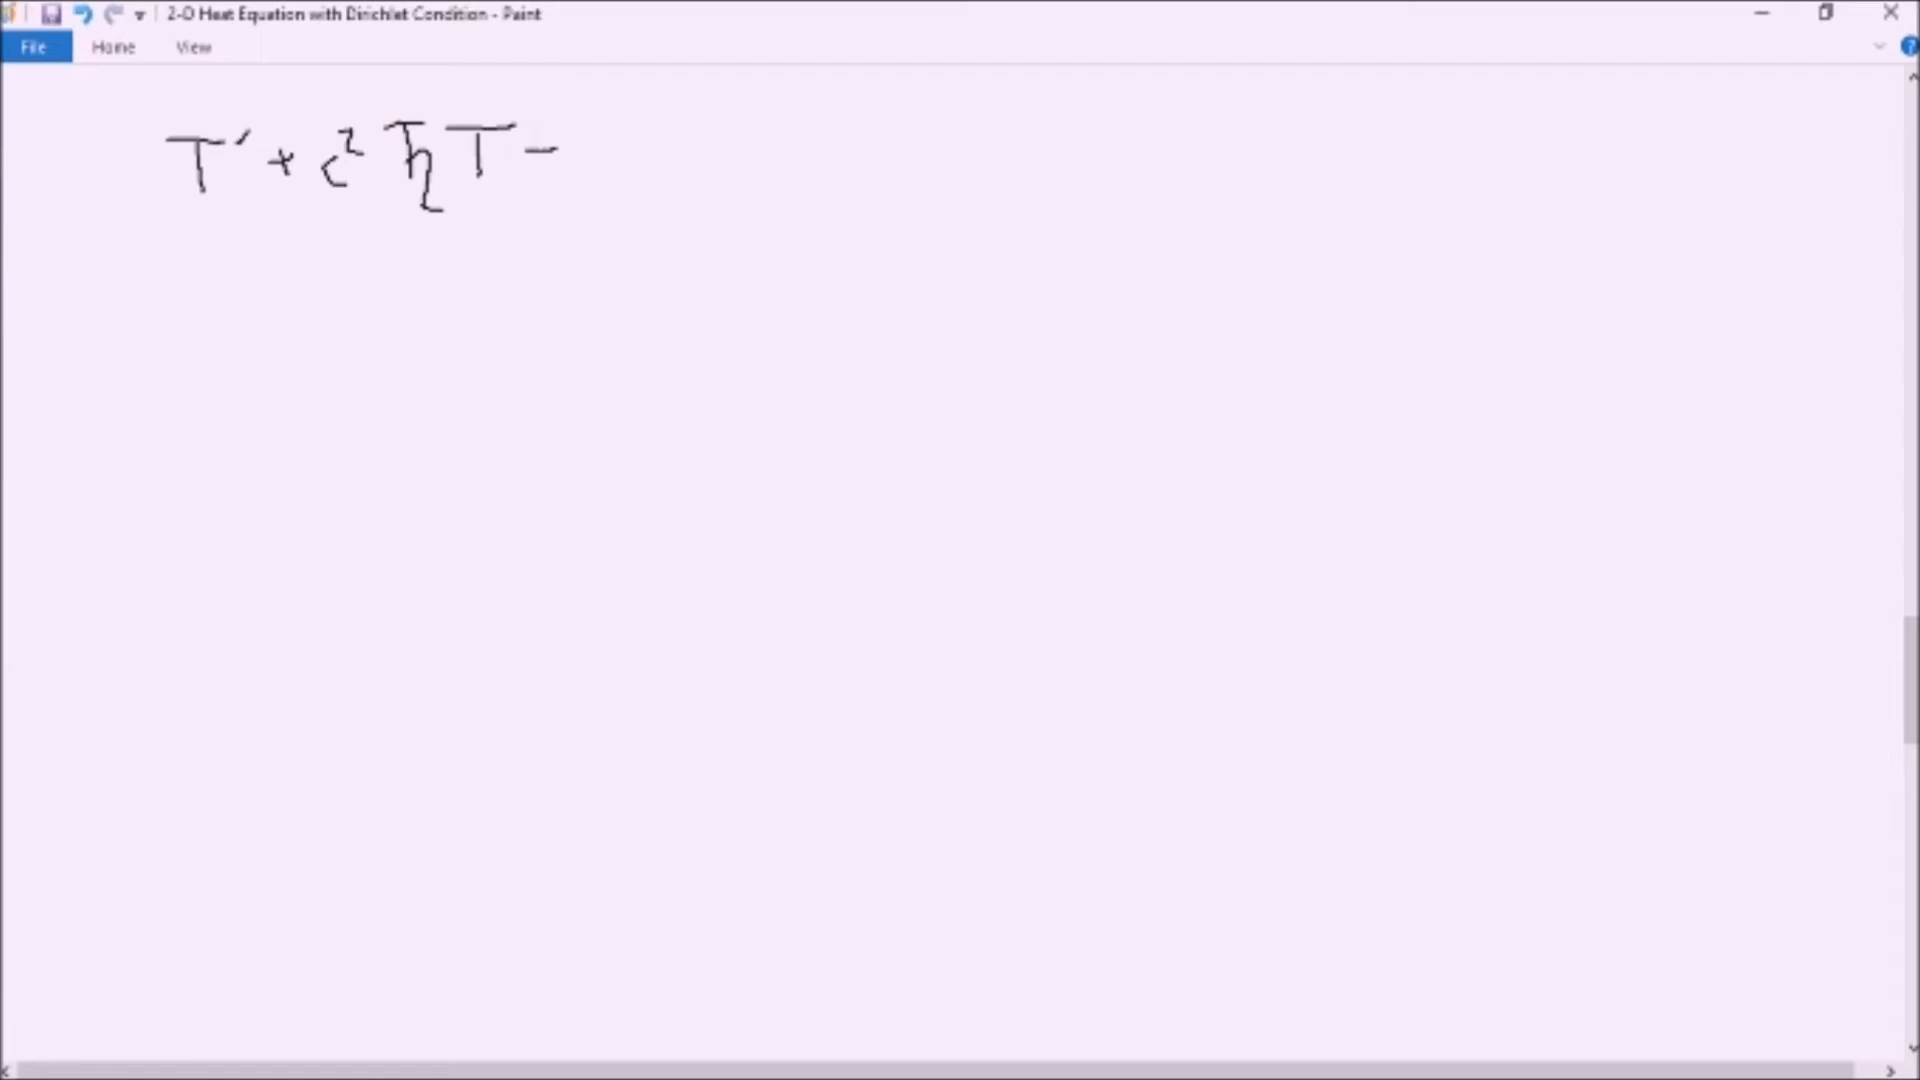 2-D Heat Equation with Dirichlet Condition - Paint
File Home View
T′ + c² ꜧ T −